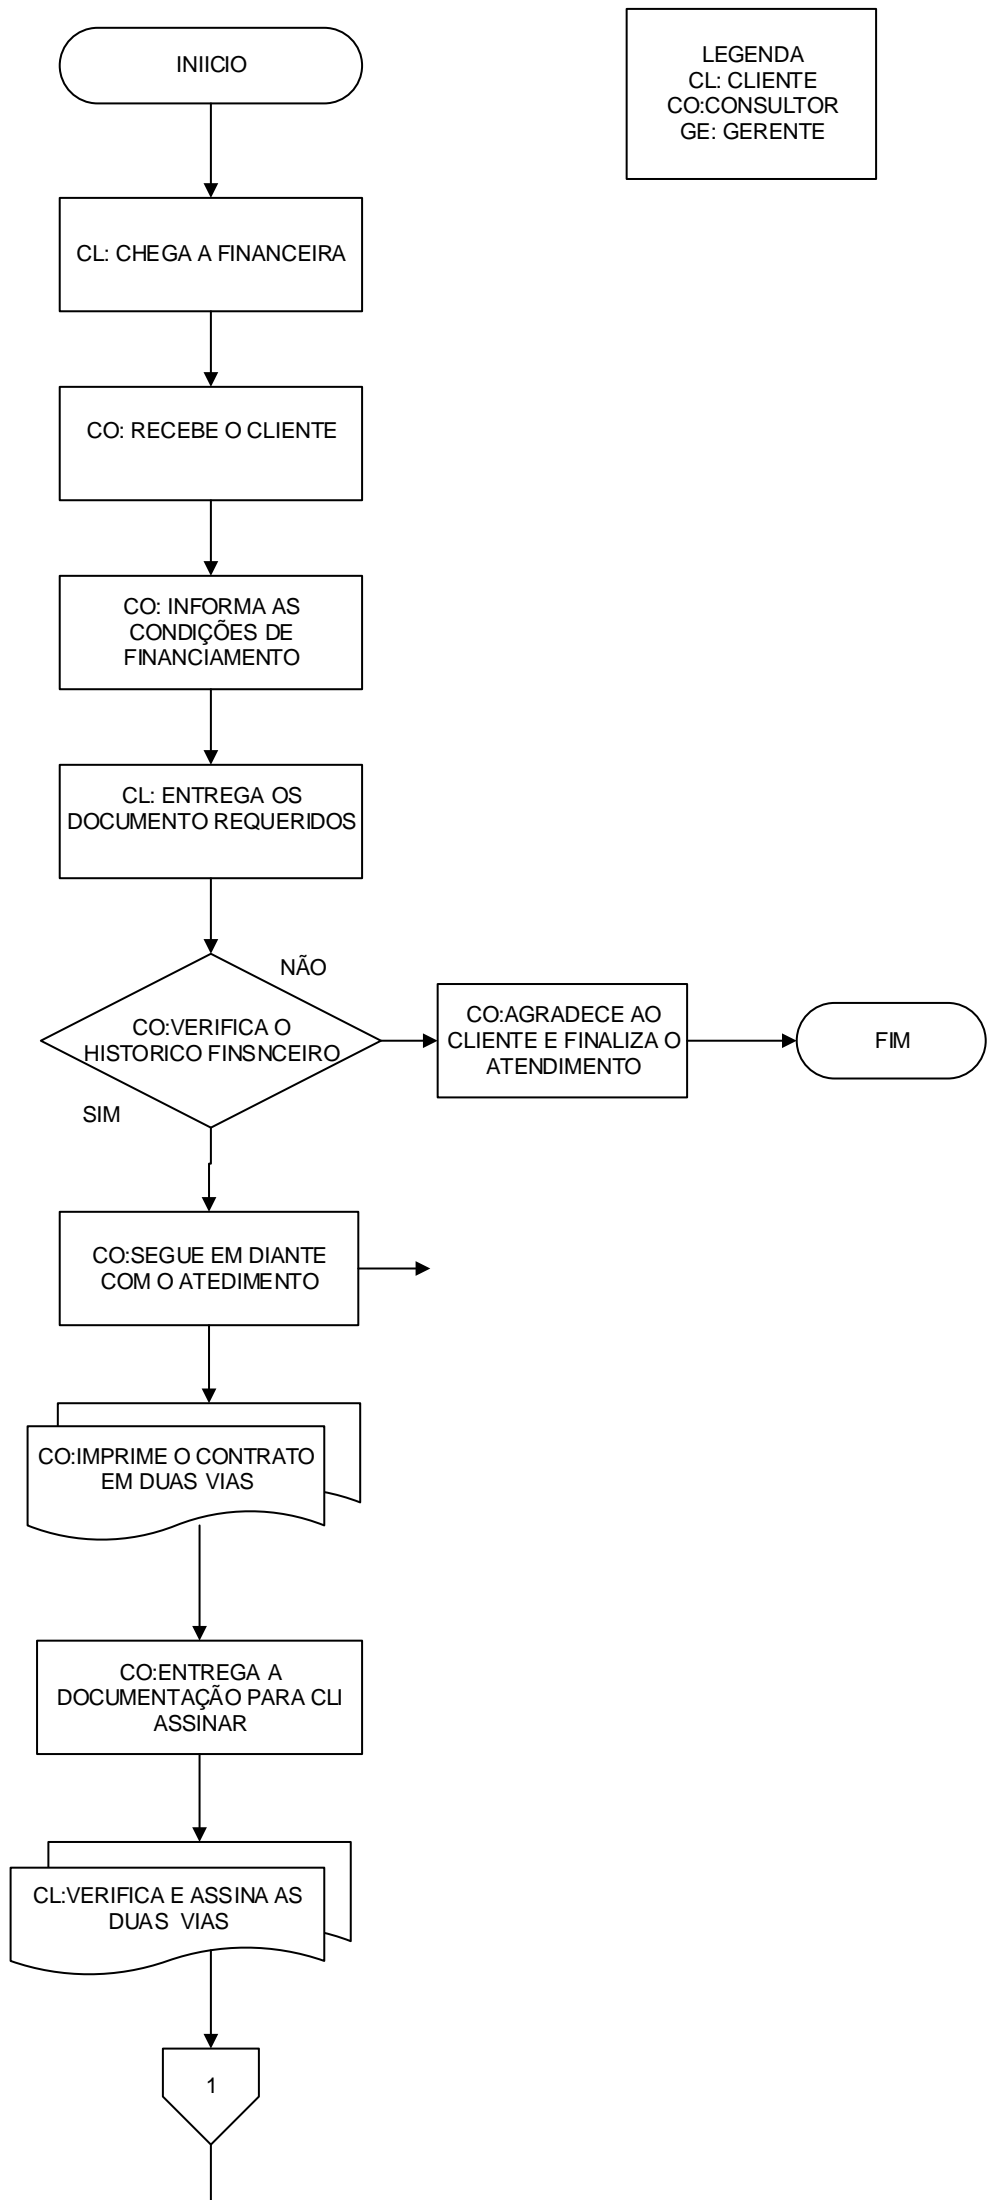 INIICIO
LEGENDA
CL: CLIENTE
CO:CONSULTOR
GE: GERENTE
CL: CHEGA A FINANCEIRA
CO: RECEBE O CLIENTE
CO: INFORMA AS
CONDIÇÕES DE
FINANCIAMENTO
CL: ENTREGA OS
DOCUMENTO REQUERIDOS
NÃO
CO:VERIFICA O
HISTORICO FINSNCEIRO
SIM
CO:AGRADECE AO
CLIENTE E FINALIZA O
ATENDIMENTO
FIM
CO:SEGUE EM DIANTE
COM O ATEDIMENTO
CO:IMPRIME O CONTRATO
EM DUAS VIAS
CO:ENTREGA A
DOCUMENTAÇÃO PARA CLI
ASSINAR
CL:VERIFICA E ASSINA AS
DUAS VIAS
1